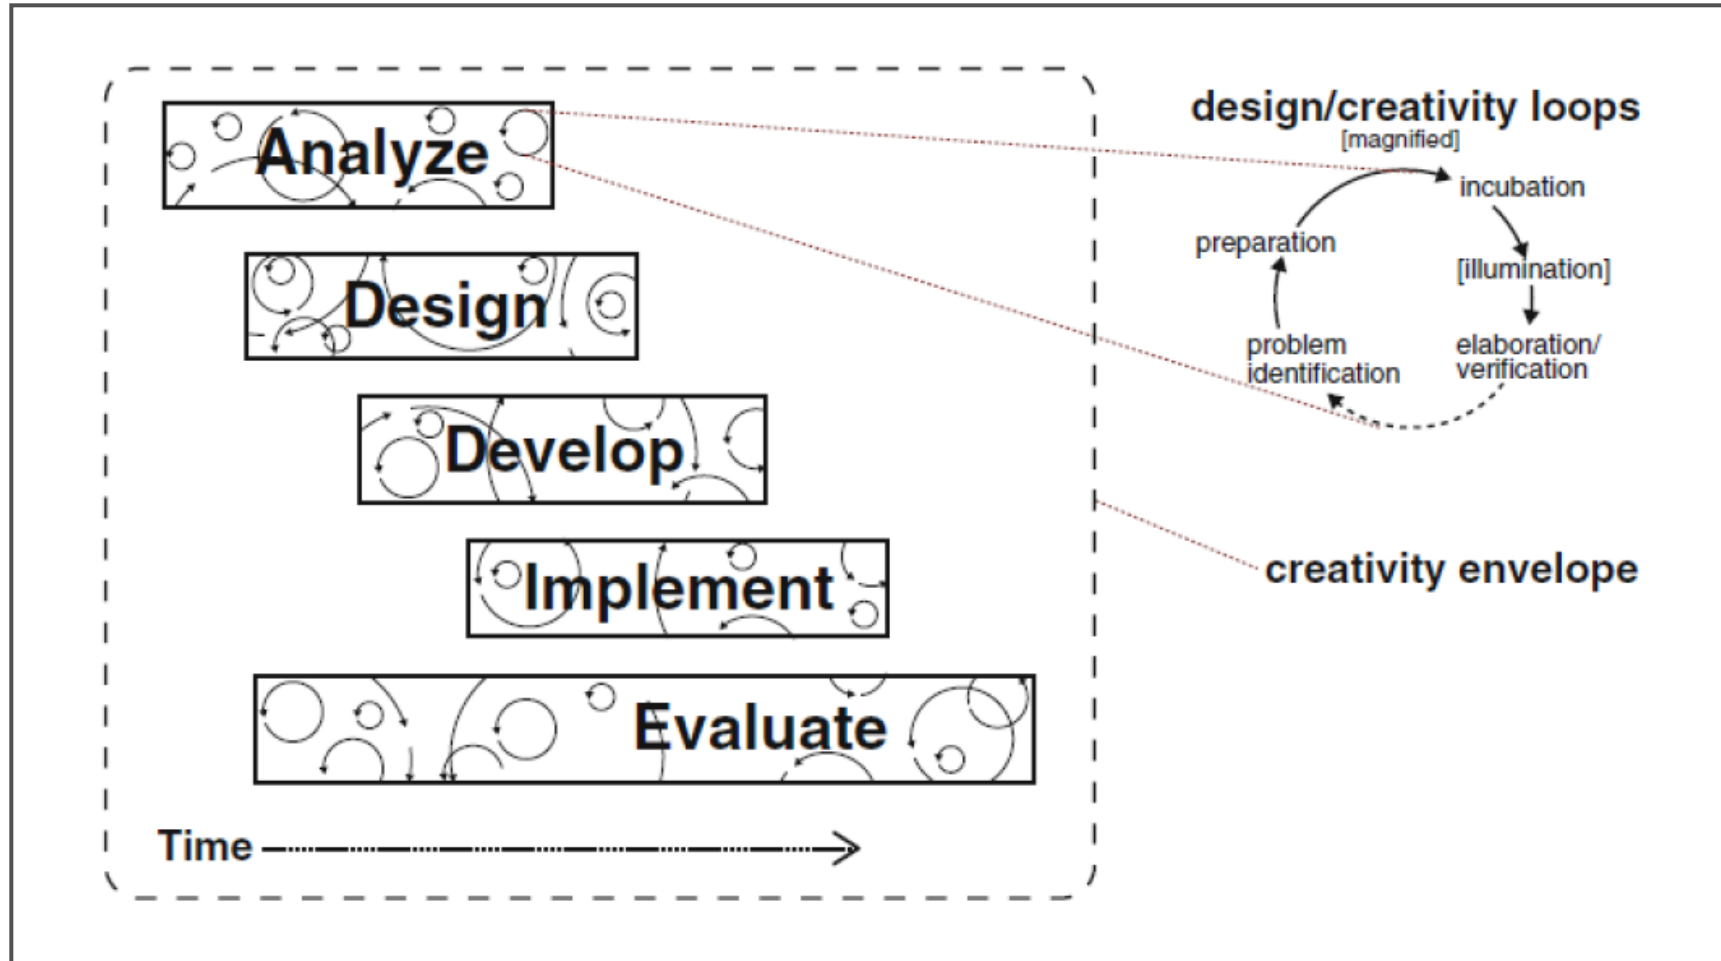 Analyze
Design
Develop
Implement
Evaluate
Time
design/creativity loops
[magnified]
incubation
preparation
[illumination]
problem
identification
elaboration/
verification
creativity envelope